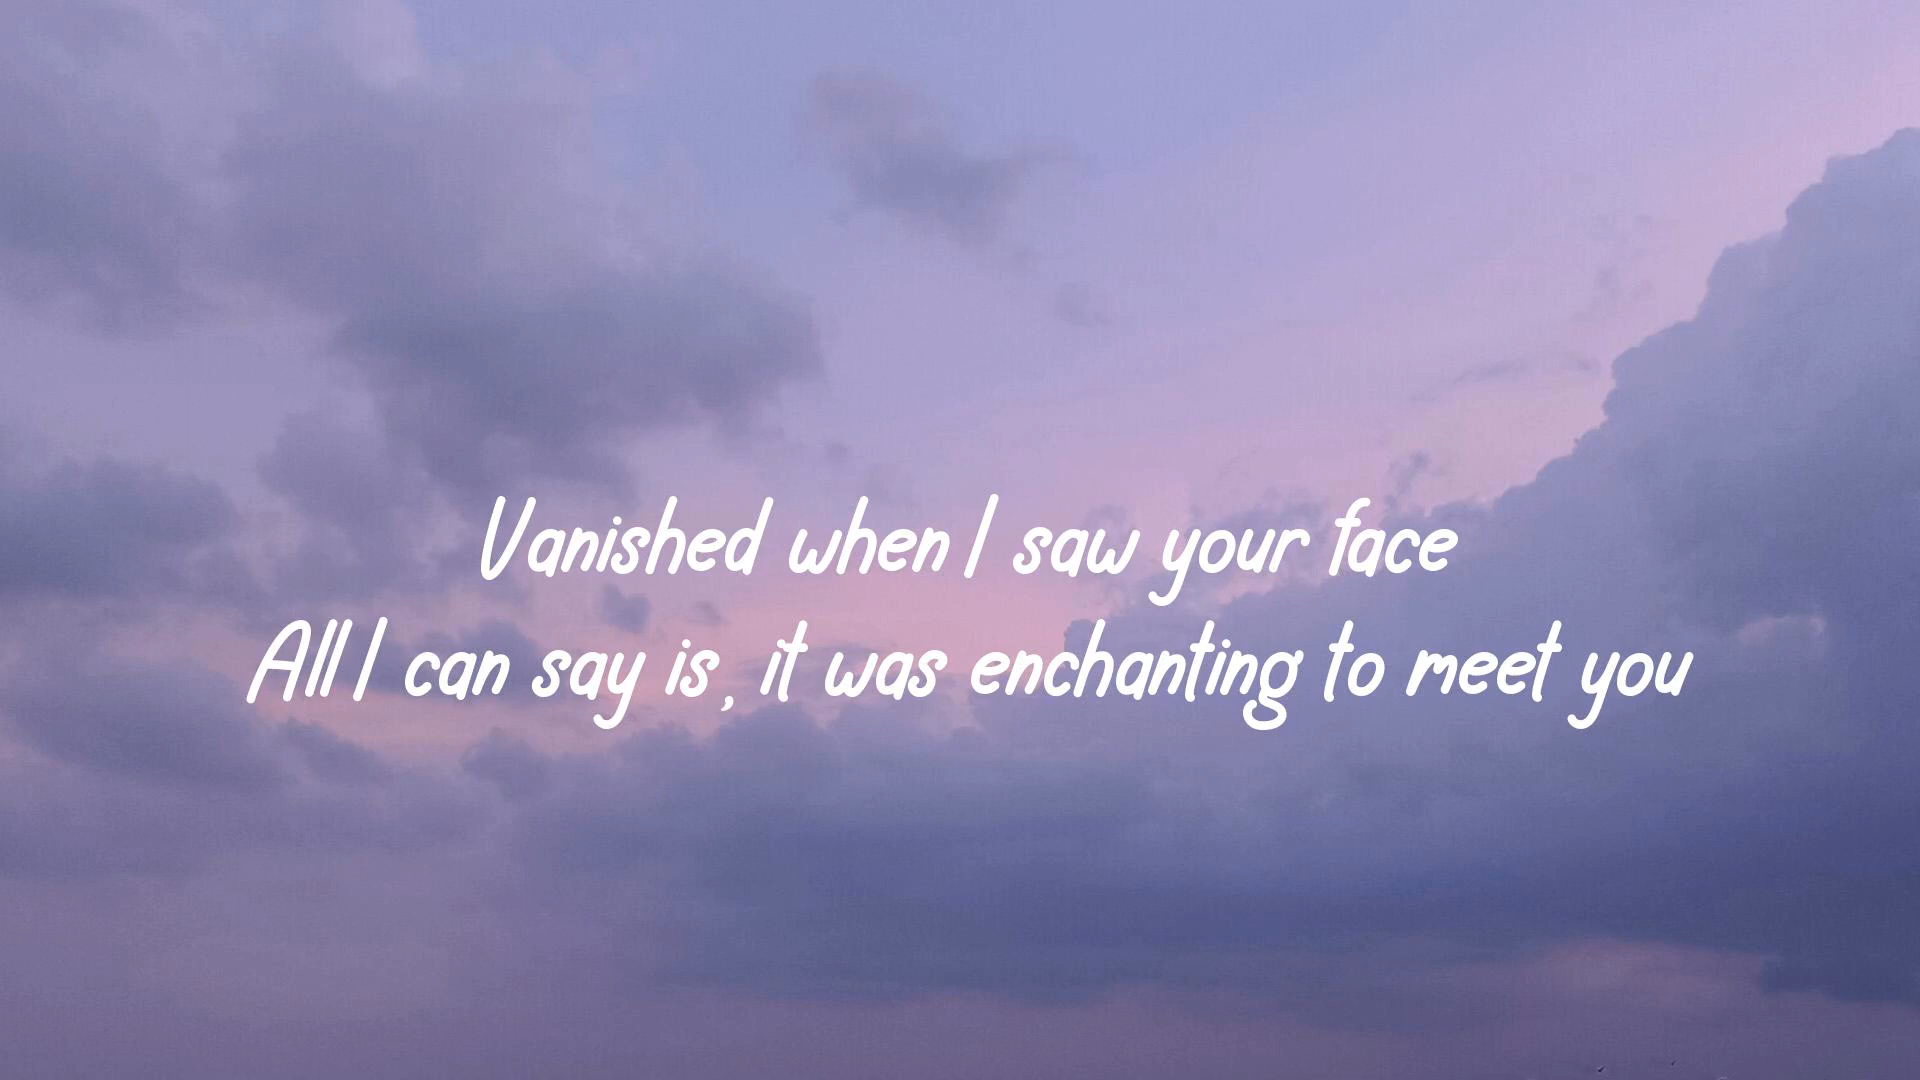 Vanished when I saw your face
All I can say is, it was enchanting to meet you